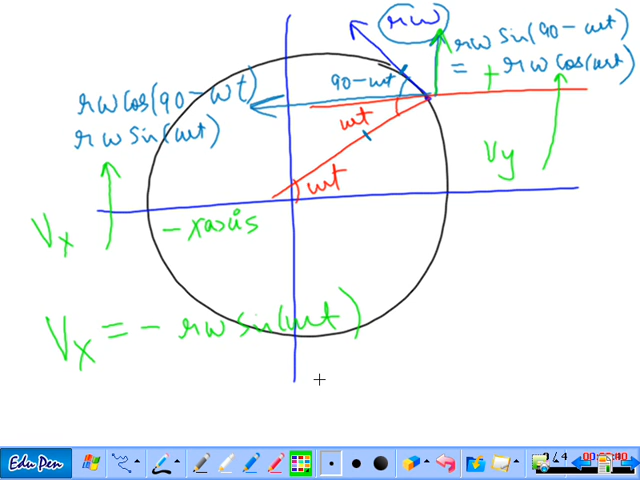 rω
rω sin(90-ωt)
= + rω cos(ωt)
90-ωt
rω cos(90-ωt)
rω sin(ωt)
ωt
ωt
Vy
Vx
-xaxis
Vx = - rω sin(ωt)
Edu Pen